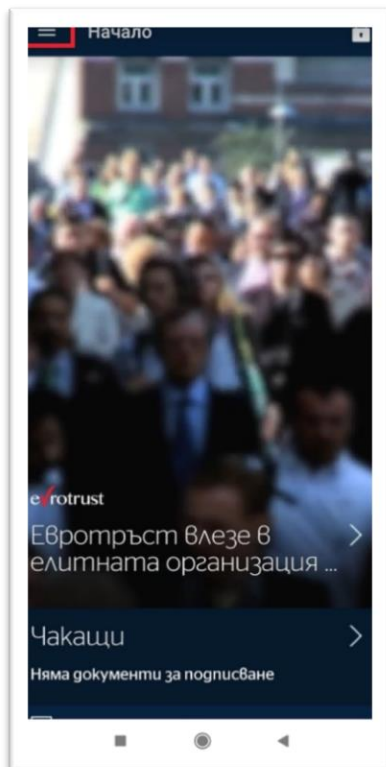 Начало
evrotrust
Евротръст влезе в
елитната организация ...
Чакащи
Няма документи за подписване